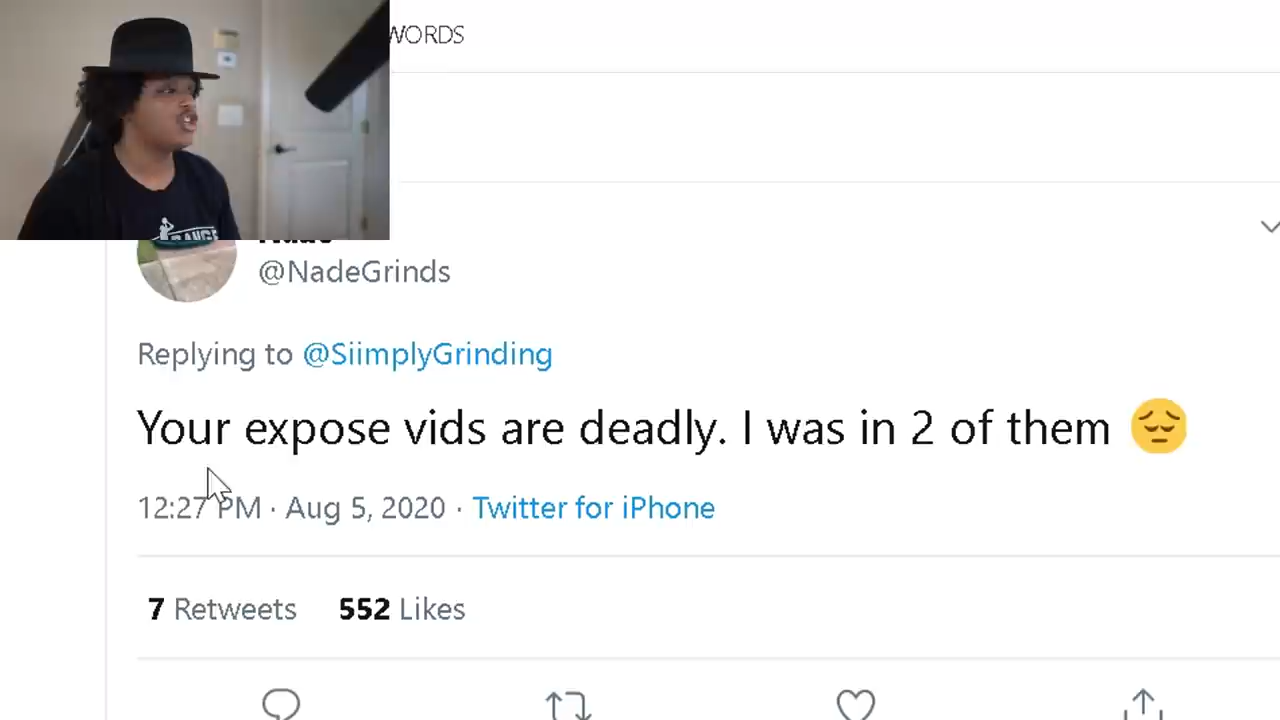 WORDS
@NadeGrinds
Replying to @SiimplyGrinding
Your expose vids are deadly. I was in 2 of them
12:27 PM · Aug 5, 2020 · Twitter for iPhone
7 Retweets 552 Likes